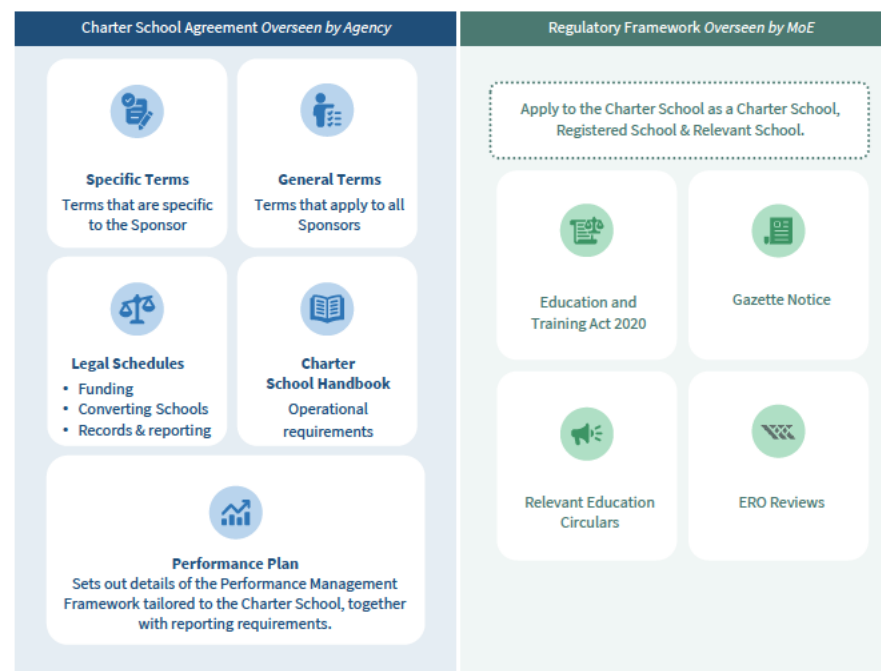 Charter School Agreement Overseen by Agency
Specific Terms
Terms that are specific
to the Sponsor
General Terms
Terms that apply to all
Sponsors
Legal Schedules
• Funding
• Converting Schools
• Records & reporting
Charter
School Handbook
Operational
requirements
Performance Plan
Sets out details of the Performance Management
Framework tailored to the Charter School, together
with reporting requirements.
Regulatory Framework Overseen by MoE
Apply to the Charter School as a Charter School,
Registered School & Relevant School.
Education and
Training Act 2020
Gazette Notice
Relevant Education
Circulars
ERO Reviews